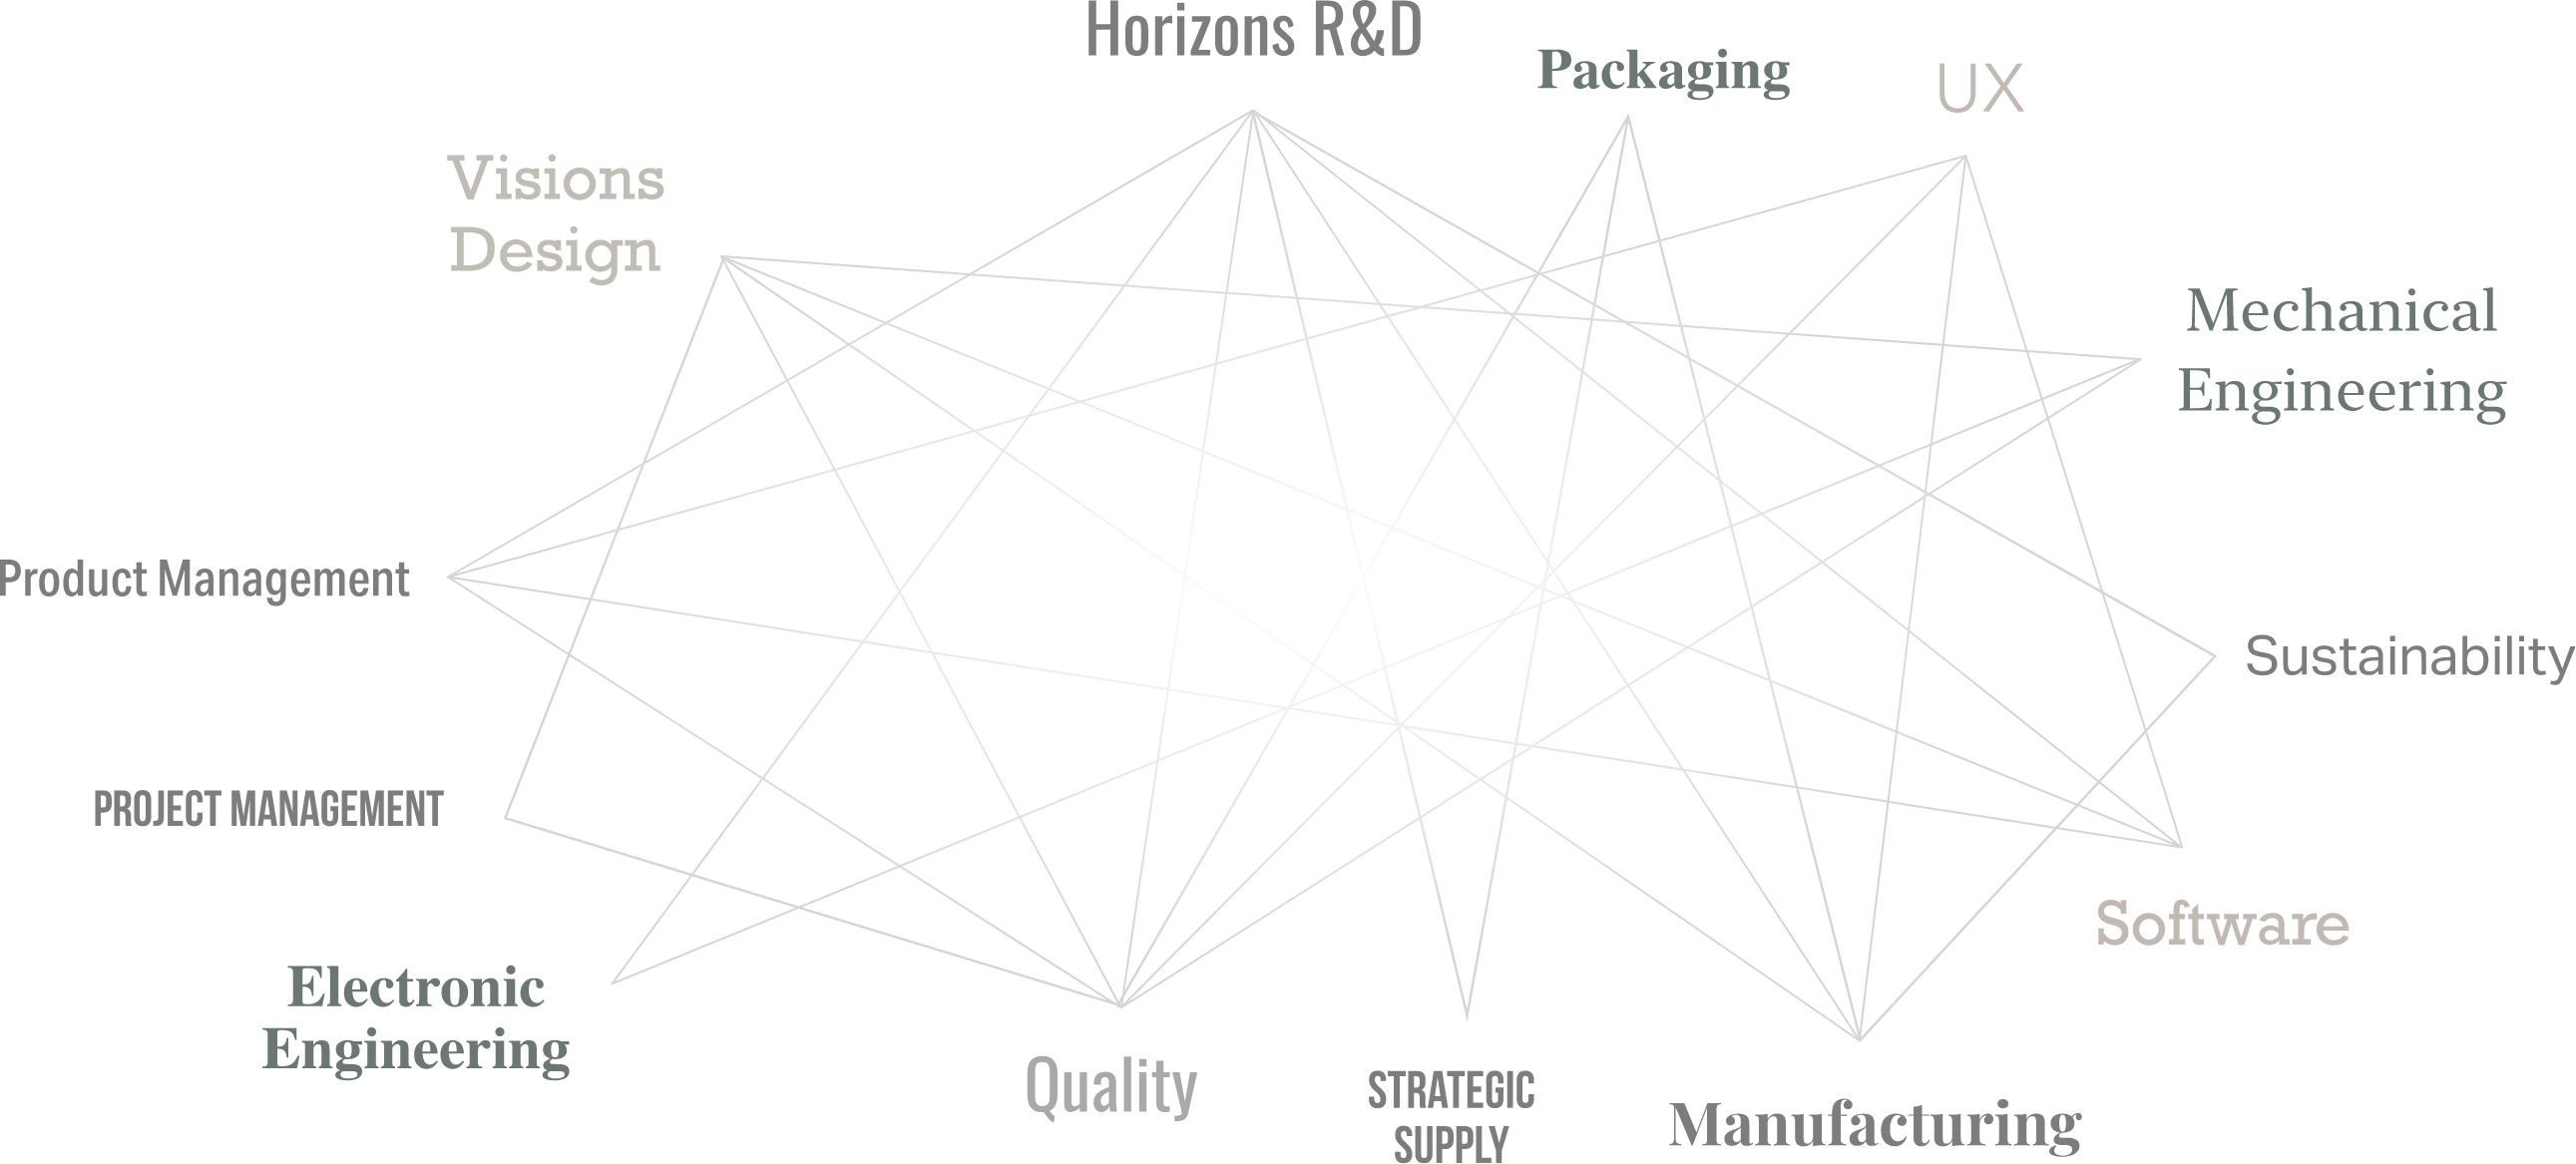 Horizons R&D
Packaging
UX
Visions
Design
Mechanical
Engineering
Product Management
Sustainability
PROJECT MANAGEMENT
Software
Electronic
Engineering
Quality
STRATEGIC
SUPPLY
Manufacturing